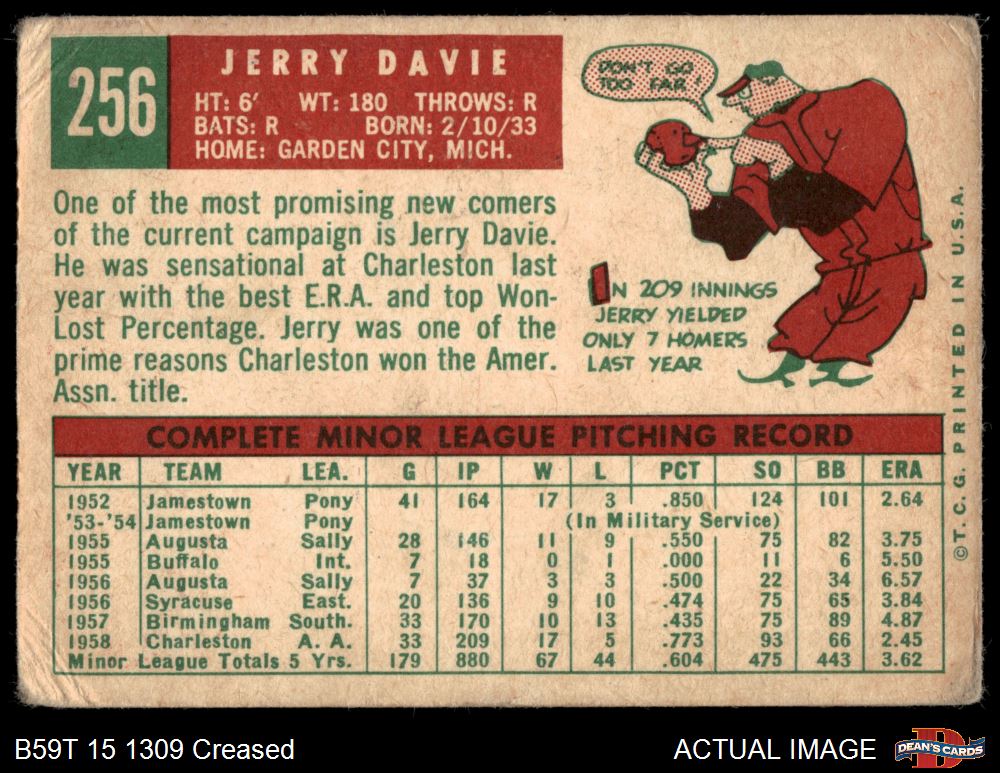 256
JERRY DAVIE
HT: 6' WT: 180 THROWS: R
BATS: R BORN: 2/10/33
HOME: GARDEN CITY, MICH.
DON'T GO
TOO FAR
One of the most promising new comers
of the current campaign is Jerry Davie.
He was sensational at Charleston last
year with the best E.R.A. and top Won-
Lost Percentage. Jerry was one of the
prime reasons Charleston won the Amer.
Assn. title.
IN 209 INNINGS
JERRY YIELDED
ONLY 7 HOMERS
LAST YEAR
COMPLETE MINOR LEAGUE PITCHING RECORD
YEAR TEAM LEA. G IP W L PCT SO BB ERA
1952 Jamestown Pony 41 164 17 3 .850 124 101 2.64
'53-'54 Jamestown Pony (In Military Service)
1955 Augusta Sally 28 146 11 9 .550 75 82 3.75
1955 Buffalo Int. 7 18 0 1 .000 11 6 5.50
1956 Augusta Sally 7 37 3 3 .500 22 34 6.57
1956 Syracuse East. 20 136 9 10 .474 75 65 3.84
1957 Birmingham South. 33 170 10 13 .435 75 89 4.87
1958 Charleston A. A. 33 209 17 5 .773 93 66 2.45
Minor League Totals 5 Yrs. 179 880 67 44 .604 475 443 3.62
© T. C. G. PRINTED IN U. S. A.
B59T 15 1309 Creased
ACTUAL IMAGE
D
DEAN'S CARDS